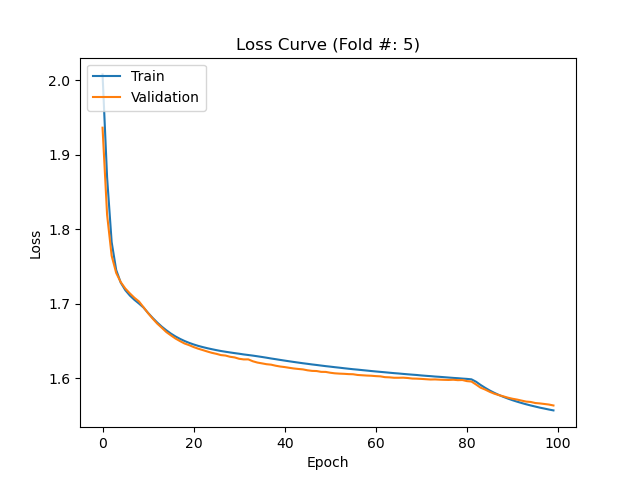 Loss Curve (Fold #: 5)
Train
Validation
2.0
1.9
1.8
1.7
1.6
Loss
0 20 40 60 80 100
Epoch